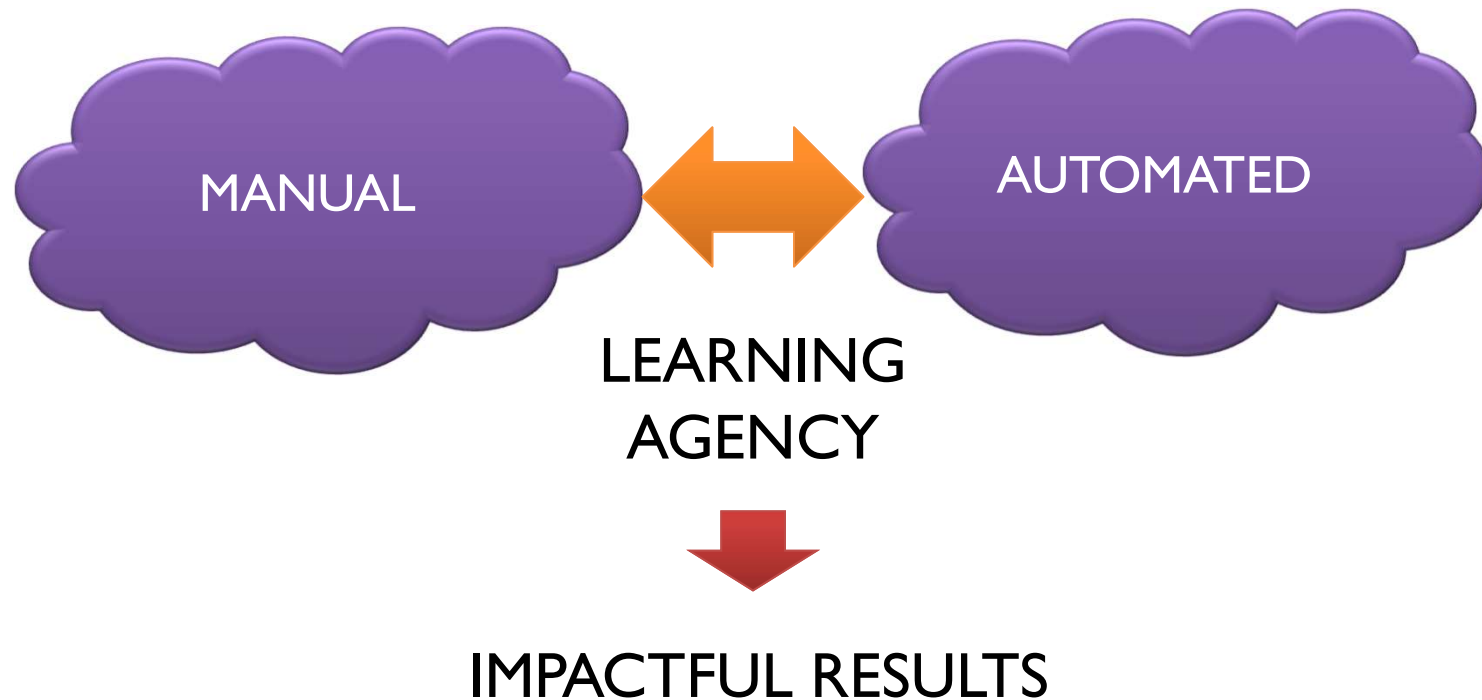 MANUAL
AUTOMATED
LEARNING
AGENCY
IMPACTFUL RESULTS